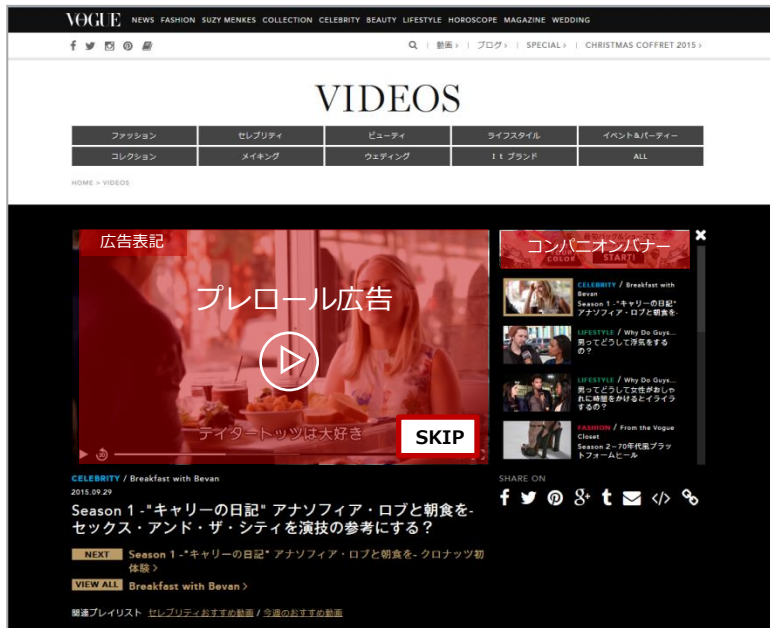 VOGUE NEWS FASHION SUZY MENKES COLLECTION CELEBRITY BEAUTY LIFESTYLE HOROSCOPE MAGAZINE WEDDING
動画 › | ブログ › | SPECIAL › | CHRISTMAS COFFRET 2015 ›
VIDEOS
ファッション セレブリティ ビューティ ライフスタイル イベント&パーティー
コレクション メイキング ウェディング It ブランド ALL
HOME > VIDEOS
広告表記
プレロール広告
テイタートッツは大好き
SKIP
コンパニオンバナー
COLOR START!
CELEBRITY / Breakfast with
Bevan
Season 1 -"キャリーの日記"
アナソフィア・ロブと朝食を-
LIFESTYLE / Why Do Guys...
男ってどうして浮気をする
の?
LIFESTYLE / Why Do Guys...
男ってどうして女性がおしゃ
れに時間をかけるとイライラ
するの?
FASHION / From the Vogue
Closet
Season 2－70年代風プラッ
トフォームヒール
CELEBRITY / Breakfast with Bevan
2015.09.29
Season 1 -"キャリーの日記" アナソフィア・ロブと朝食を-
セックス・アンド・ザ・シティを演技の参考にする?
NEXT Season 1 -"キャリーの日記" アナソフィア・ロブと朝食を- クロナッツ初
体験 ›
VIEW ALL Breakfast with Bevan ›
関連プレイリスト セレブリティおすすめ動画 / 今週のおすすめ動画
SHARE ON